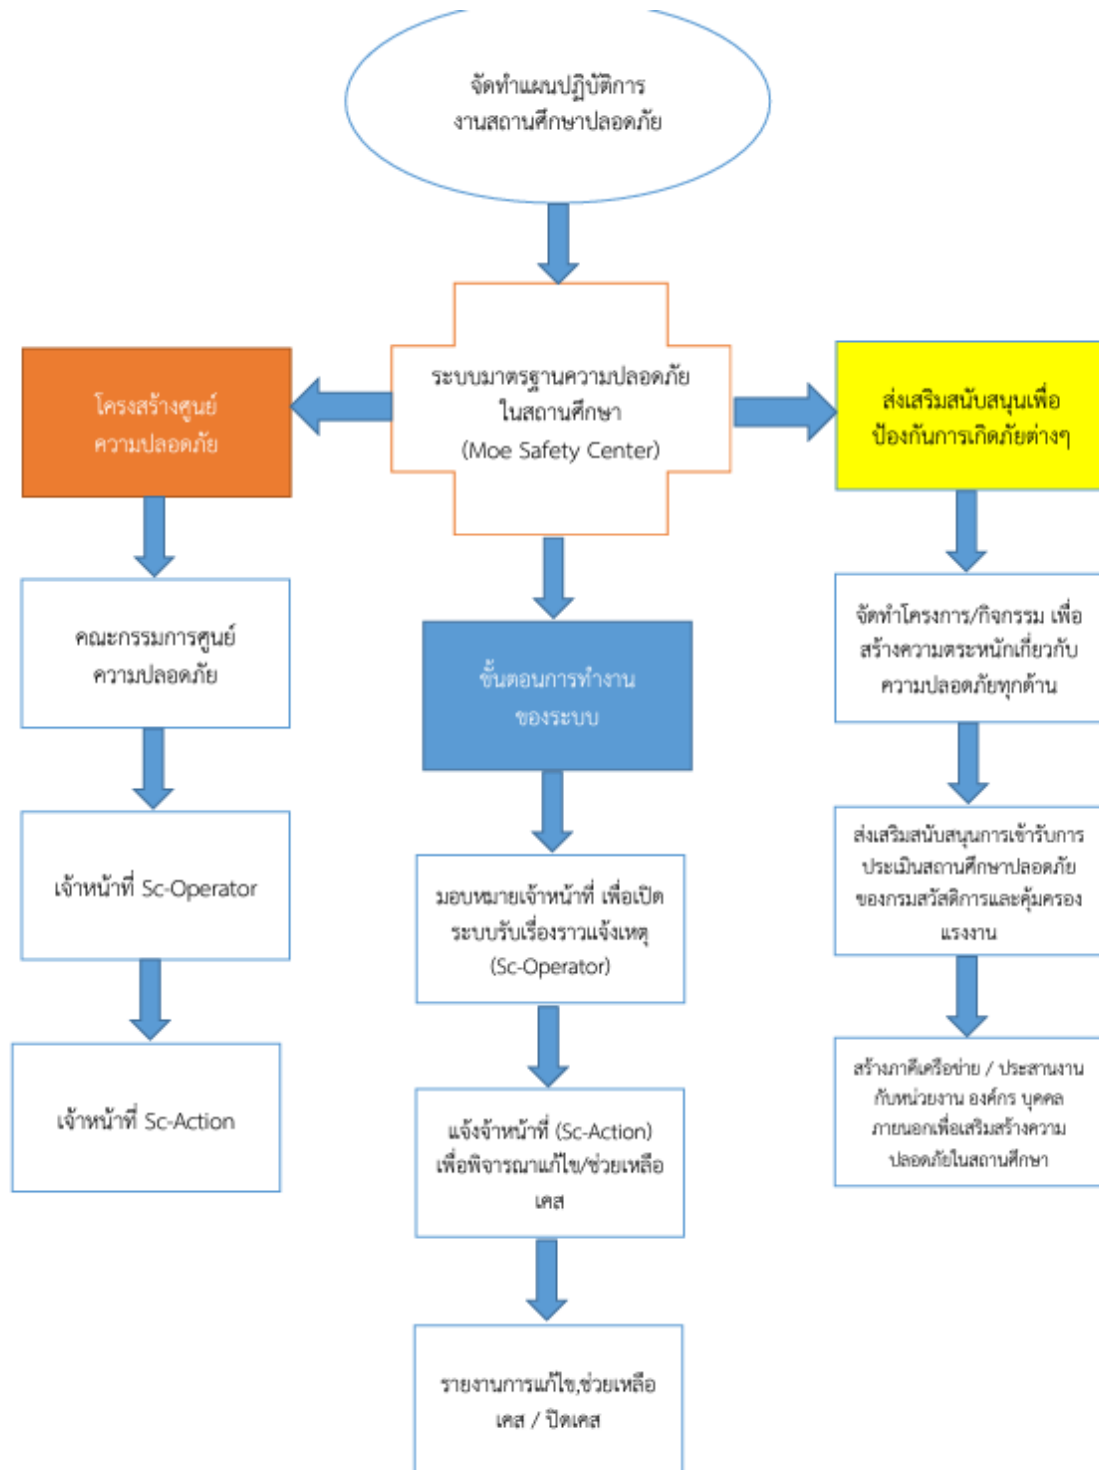 จัดทำแผนปฏิบัติการ
งานสถานศึกษาปลอดภัย
ระบบมาตรฐานความปลอดภัย
ในสถานศึกษา
(Moe Safety Center)
โครงสร้างศูนย์
ความปลอดภัย
คณะกรรมการศูนย์
ความปลอดภัย
เจ้าหน้าที่ Sc-Operator
เจ้าหน้าที่ Sc-Action
ขั้นตอนการทำงาน
ของระบบ
มอบหมายเจ้าหน้าที่ เพื่อเปิด
ระบบรับเรื่องราวแจ้งเหตุ
(Sc-Operator)
แจ้งจ้าหน้าที่ (Sc-Action)
เพื่อพิจารณาแก้ไข/ช่วยเหลือ
เคส
รายงานการแก้ไข,ช่วยเหลือ
เคส / ปิดเคส
ส่งเสริมสนับสนุนเพื่อ
ป้องกันการเกิดภัยต่างๆ
จัดทำโครงการ/กิจกรรม เพื่อ
สร้างความตระหนักเกี่ยวกับ
ความปลอดภัยทุกด้าน
ส่งเสริมสนับสนุนการเข้ารับการ
ประเมินสถานศึกษาปลอดภัย
ของกรมสวัสดิการและคุ้มครอง
แรงงาน
สร้างภาคีเครือข่าย / ประสานงาน
กับหน่วยงาน องค์กร บุคคล
ภายนอกเพื่อเสริมสร้างความ
ปลอดภัยในสถานศึกษา